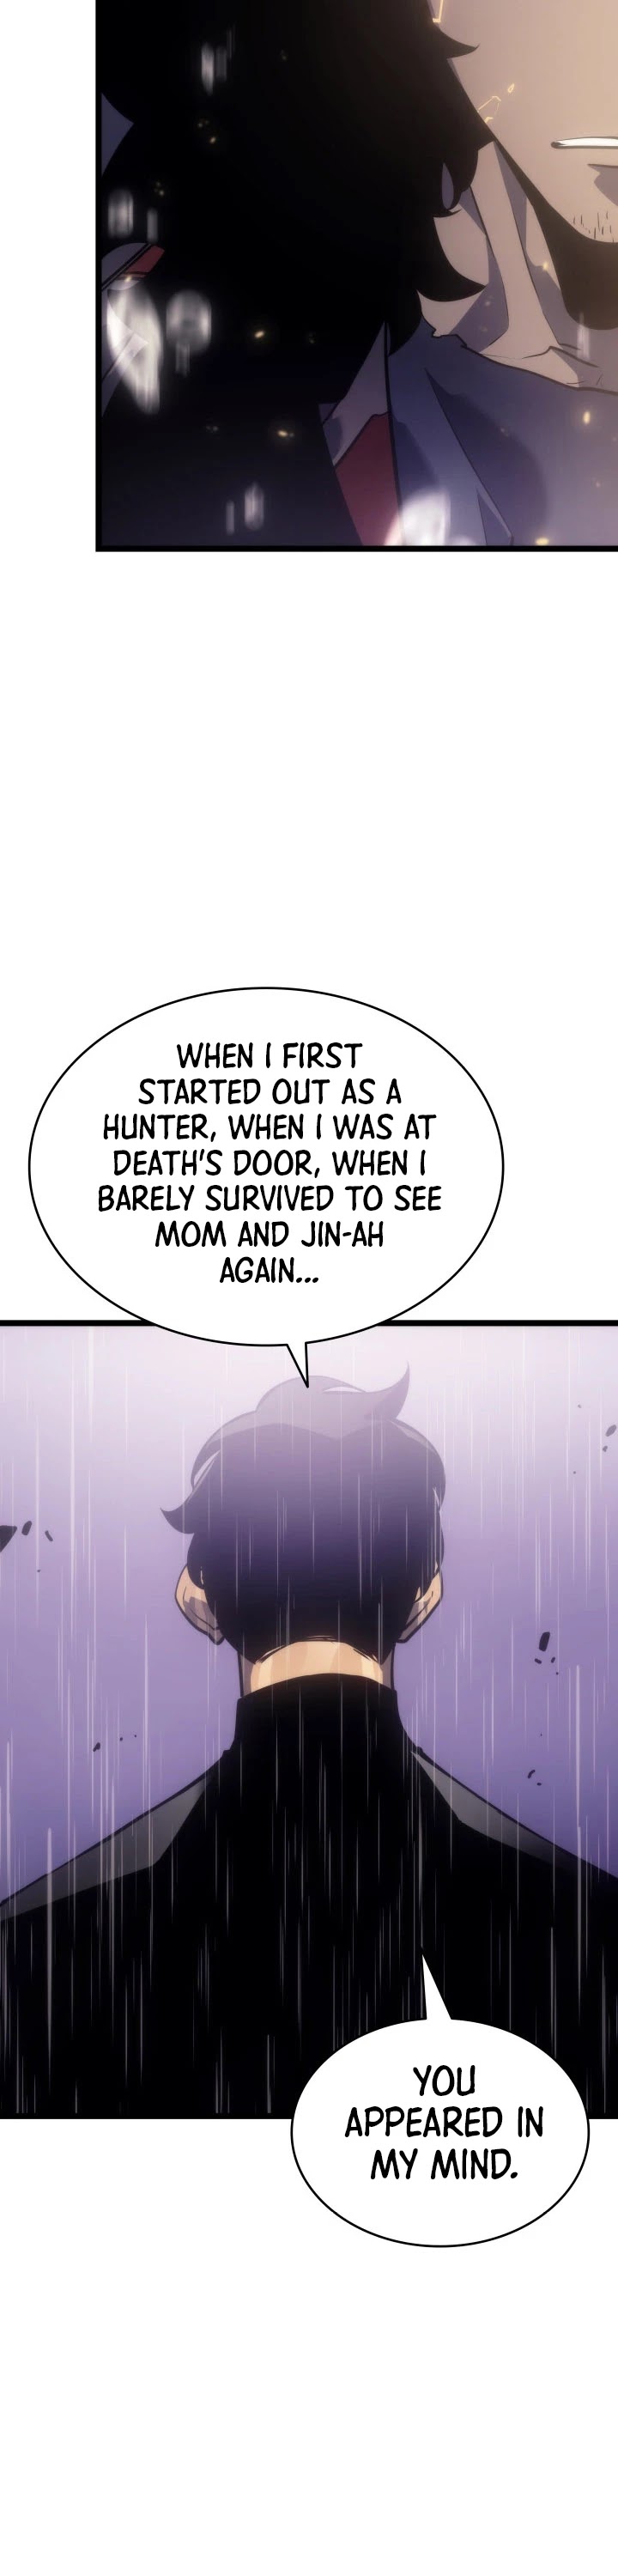 WHEN I FIRST
STARTED OUT AS A
HUNTER, WHEN I WAS AT
DEATH'S DOOR, WHEN I
BARELY SURVIVED TO SEE
MOM AND JIN-AH
AGAIN...
YOU
APPEARED IN
MY MIND.